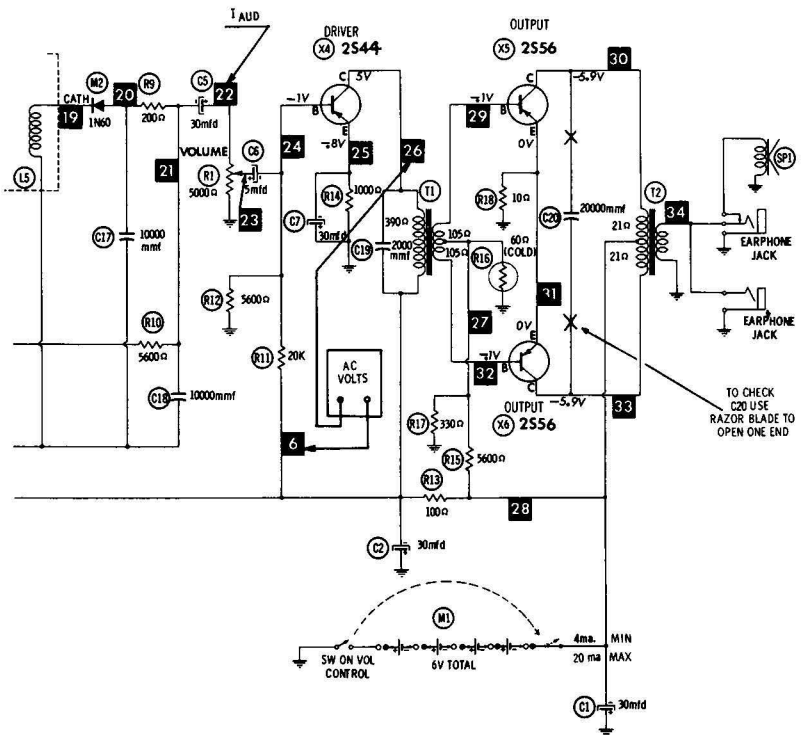 I AUD
DRIVER
X4 2S44
OUTPUT
X5 2S56
C 5V
C -5.9V
30
CATH M2 20 R9 C5 22
19 1N60 200Ω 30mfd
-1V B
24
E
-.8V
25
26
-.1V B
29
E
0V
L5
21
VOLUME
R1
5000Ω
C6
5mfd
23
R14 1000Ω
C7 30mfd
C19 2000 mmf
390Ω
T1
105Ω
105Ω
R18 10Ω
60Ω (COLD)
R16
C20 20000mmf
21Ω
21Ω
T2
34
SP1
EARPHONE JACK
EARPHONE JACK
C17 10000 mmf
R12 5600Ω
R10
5600Ω
R11 20K
AC VOLTS
27
31
0V
E
-.1V B
32
C -5.9V
33
OUTPUT
X6 2S56
TO CHECK
C20 USE
RAZOR BLADE TO
OPEN ONE END
C18 10000mmf
6
R17 330Ω
R15 5600Ω
R13
100Ω
28
C2 30mfd
M1
SW ON VOL
CONTROL
6V TOTAL
4ma. MIN
20 ma MAX
C1 30mfd